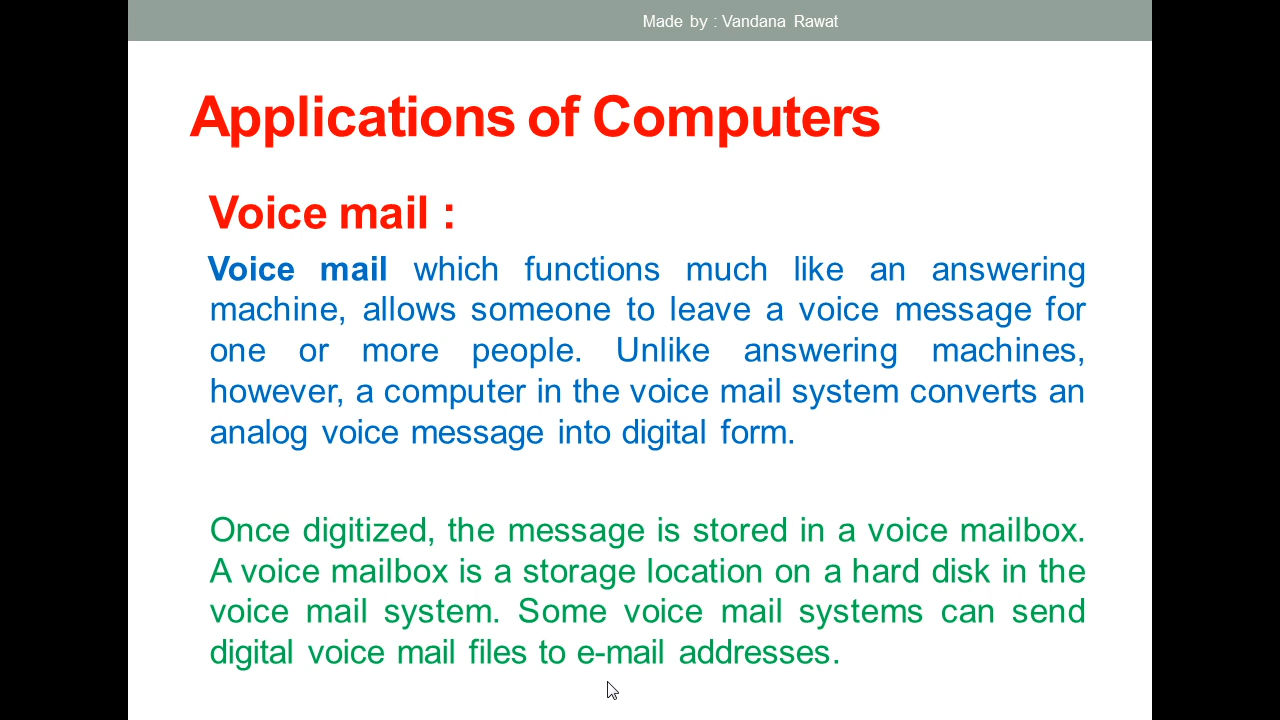 Made by : Vandana Rawat
Applications of Computers
Voice mail :
Voice mail which functions much like an answering
machine, allows someone to leave a voice message for
one or more people. Unlike answering machines,
however, a computer in the voice mail system converts an
analog voice message into digital form.
Once digitized, the message is stored in a voice mailbox.
A voice mailbox is a storage location on a hard disk in the
voice mail system. Some voice mail systems can send
digital voice mail files to e-mail addresses.